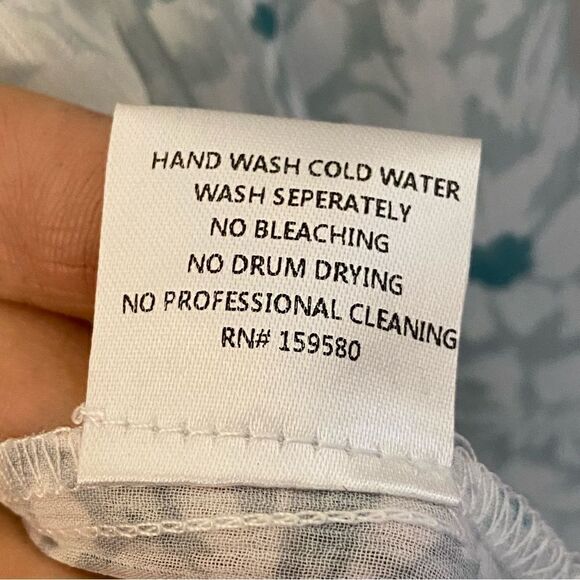 HAND WASH COLD WATER
WASH SEPERATELY
NO BLEACHING
NO DRUM DRYING
NO PROFESSIONAL CLEANING
RN# 159580